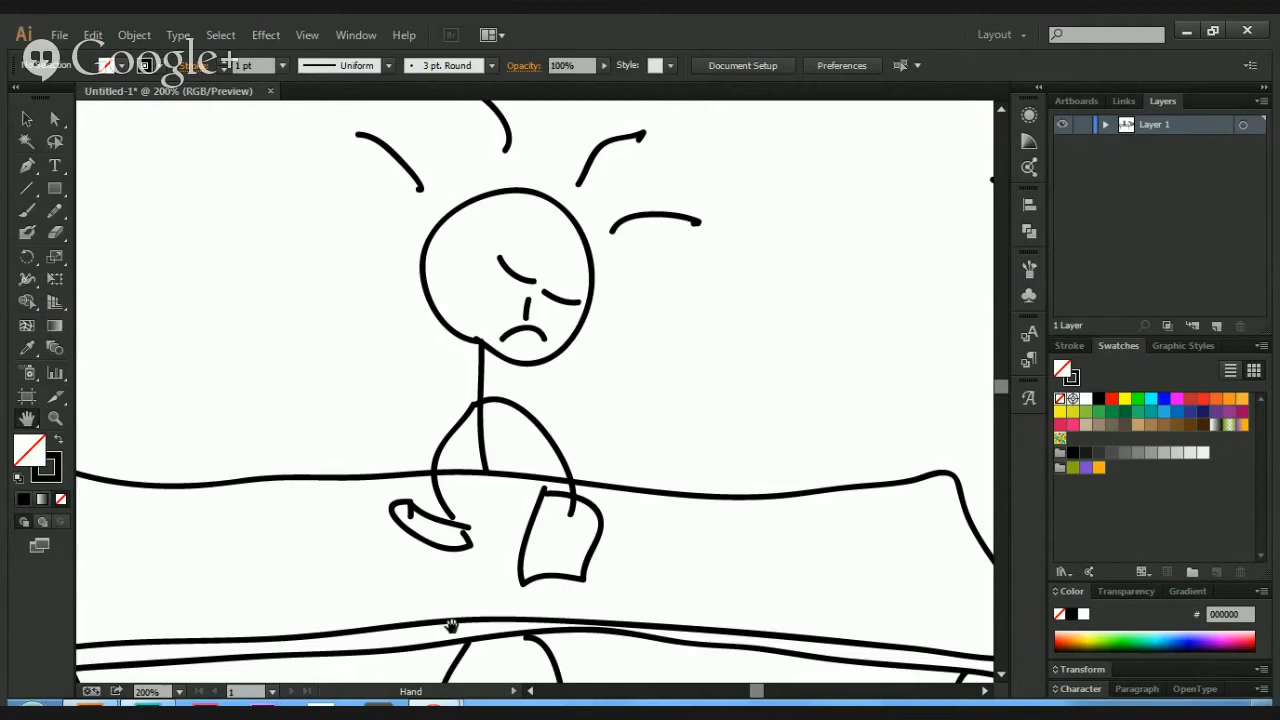 Ai File Edit Object Type Select Effect View Window Help Br Layout
Google+
Stroke: 1 pt Uniform 3 pt. Round Opacity: 100% Style: Document Setup Preferences
Untitled-1* @ 200% (RGB/Preview) ×
Artboards Links Layers
Layer 1
1 Layer
Stroke Swatches Graphic Styles
Color Transparency Gradient
# 000000
Transform
Character Paragraph OpenType
200% 1 Hand